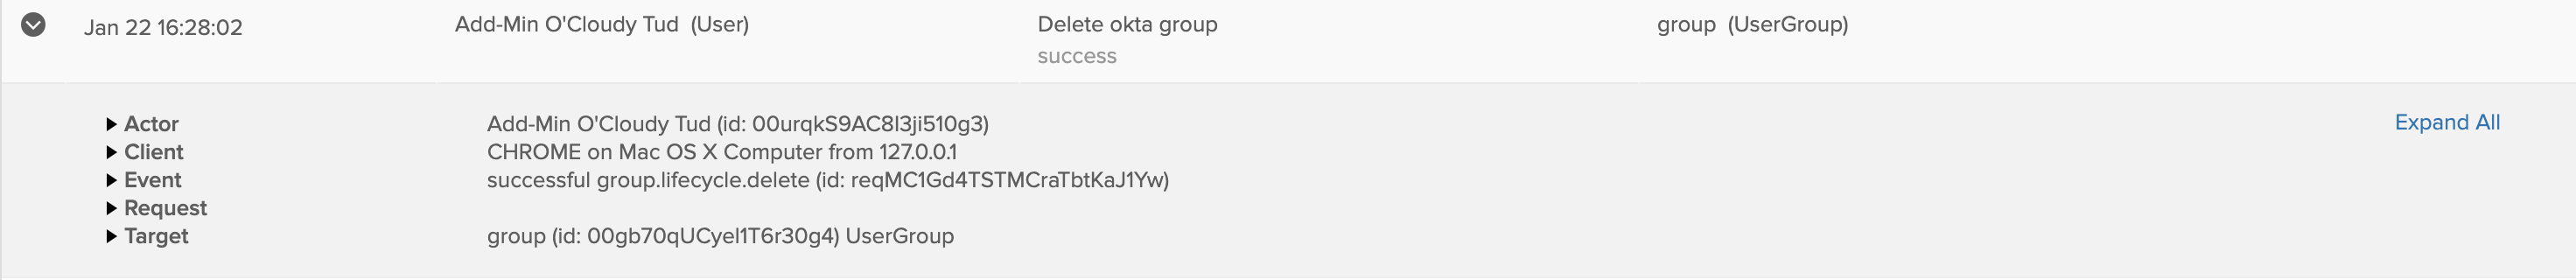 Jan 22 16:28:02 Add-Min O'Cloudy Tud (User) Delete okta group group (UserGroup)
success
Actor Add-Min O'Cloudy Tud (id: 00urqkS9AC8I3ji510g3) Expand All
Client CHROME on Mac OS X Computer from 127.0.0.1
Event successful group.lifecycle.delete (id: reqMC1Gd4TSTMCraTbtKaJ1Yw)
Request
Target group (id: 00gb70qUCyel1T6r30g4) UserGroup